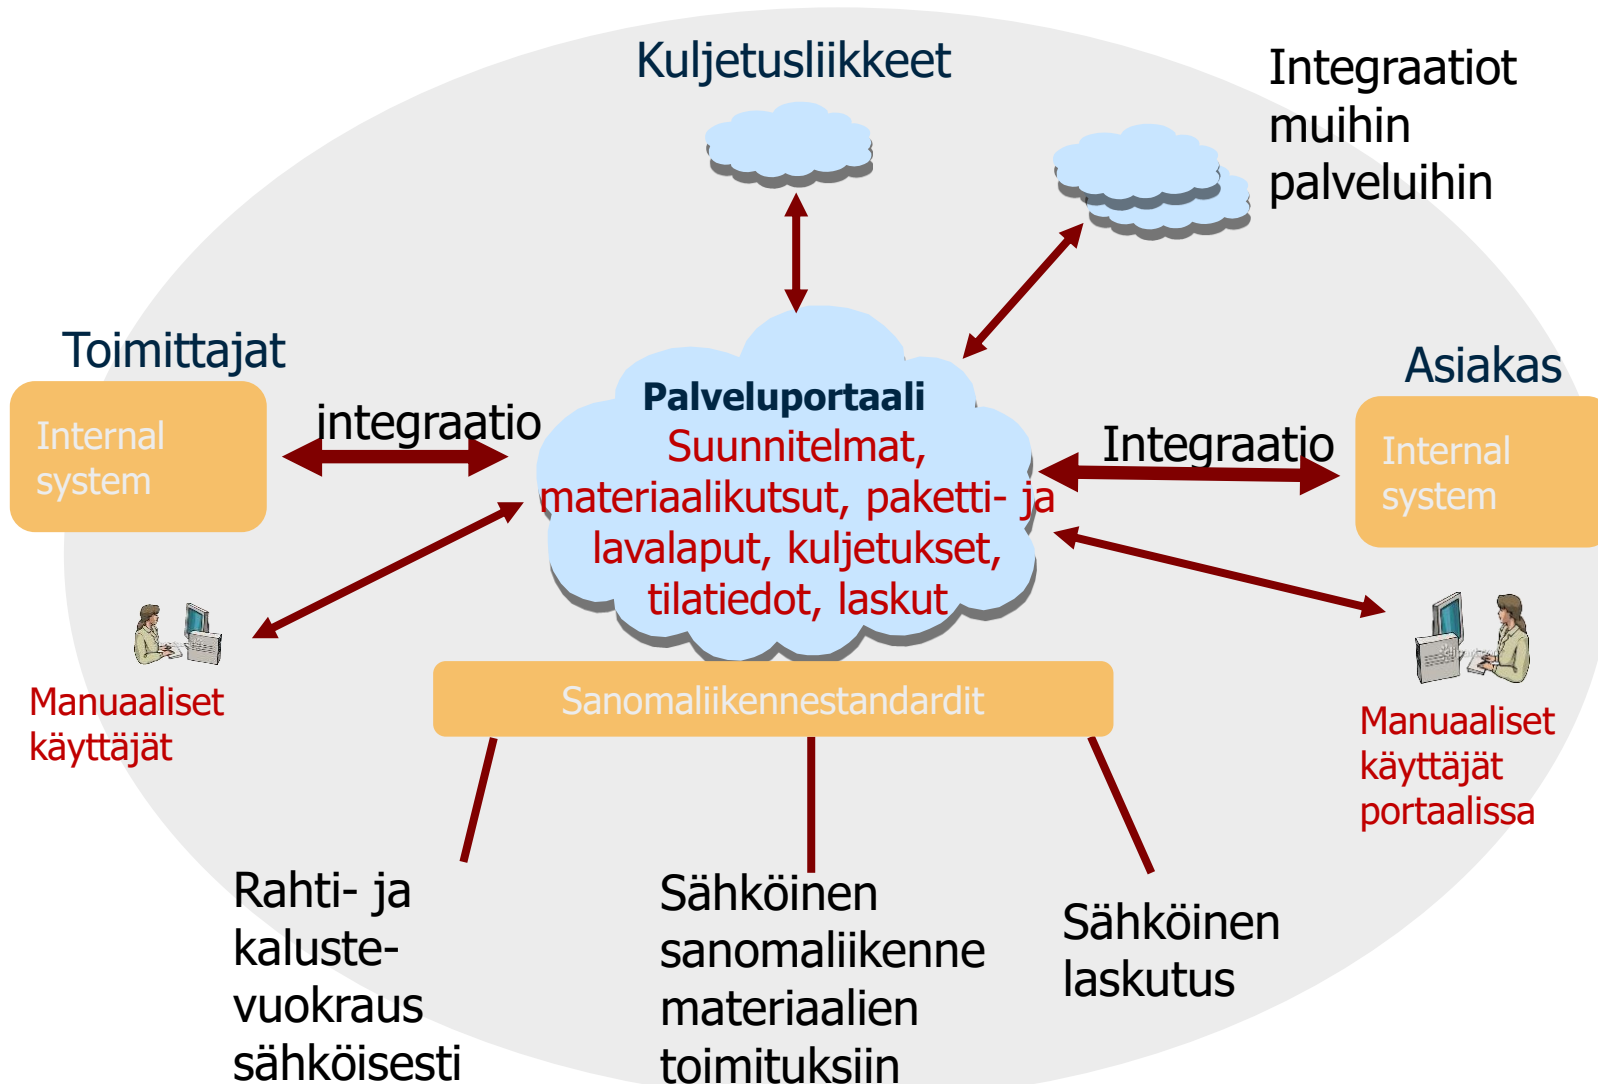 Kuljetusliikkeet
Integraatiot
muihin
palveluihin
Toimittajat
Internal
system
integraatio
Palveluportaali
Suunnitelmat,
materiaalikutsut, paketti- ja
lavalaput, kuljetukset,
tilatiedot, laskut
Integraatio
Asiakas
Internal
system
Manuaaliset
käyttäjät
Sanomaliikennestandardit
Manuaaliset
käyttäjät
portaalissa
Rahti- ja
kaluste-
vuokraus
sähköisesti
Sähköinen
sanomaliikenne
materiaalien
toimituksiin
Sähköinen
laskutus